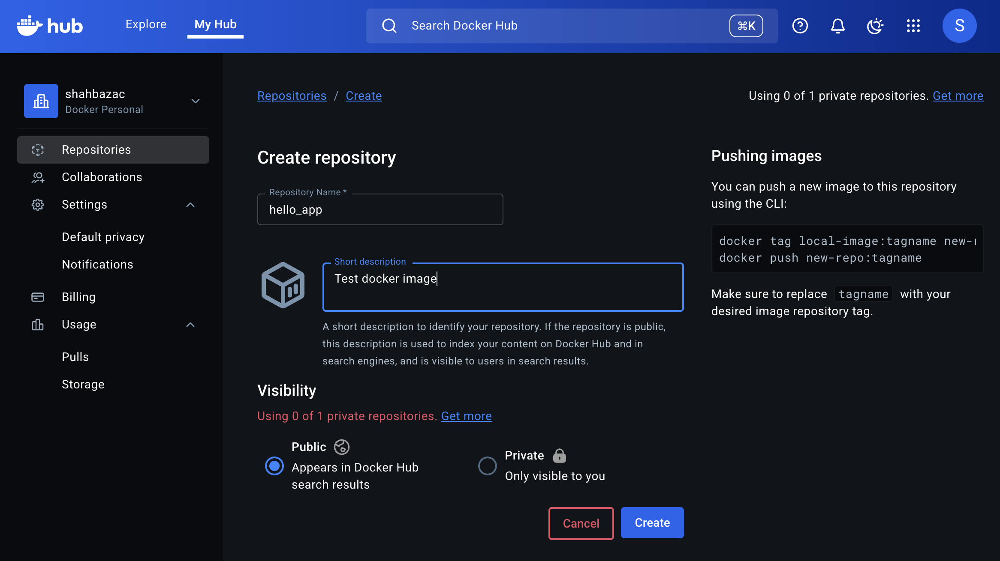 hub
Explore
My Hub
Search Docker Hub
⌘K
S
shahbazac
Docker Personal
Repositories
Collaborations
Settings
Default privacy
Notifications
Billing
Usage
Pulls
Storage
Repositories / Create
Using 0 of 1 private repositories. Get more
Create repository
Repository Name *
hello_app
Short description
Test docker image
A short description to identify your repository. If the repository is public,
this description is used to index your content on Docker Hub and in
search engines, and is visible to users in search results.
Visibility
Using 0 of 1 private repositories. Get more
Public
Appears in Docker Hub
search results
Private
Only visible to you
Cancel
Create
Pushing images
You can push a new image to this repository
using the CLI:
docker tag local-image:tagname new-
docker push new-repo:tagname
Make sure to replace tagname with your
desired image repository tag.